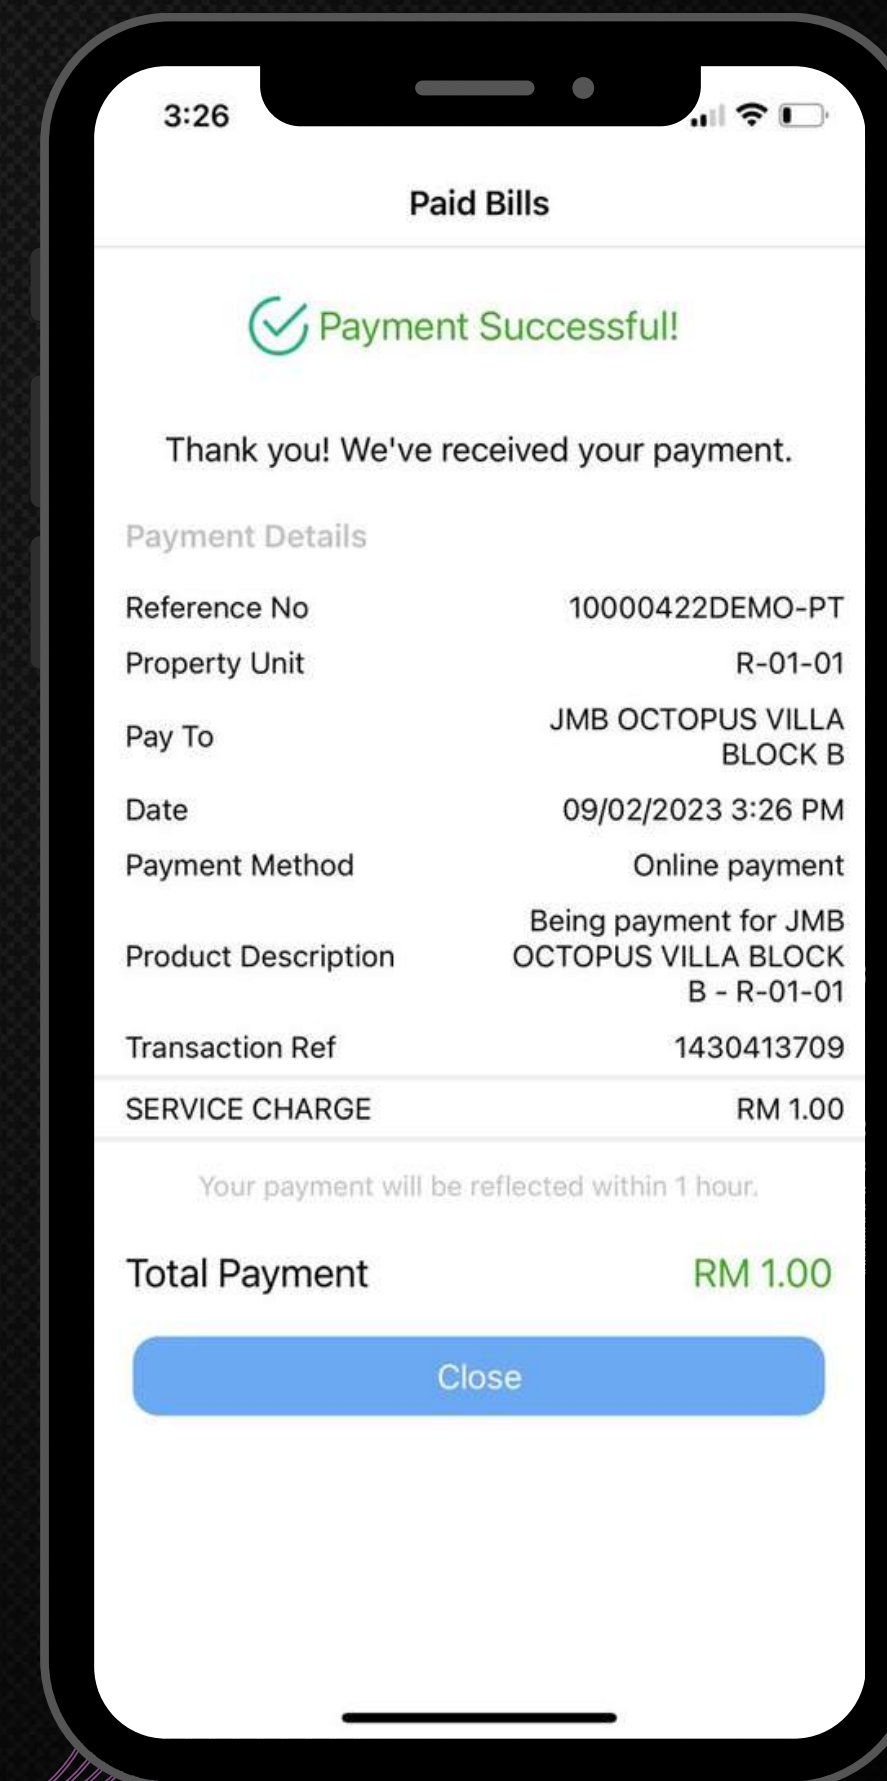 3:26
Paid Bills
Payment Successful!
Thank you! We've received your payment.
Payment Details
Reference No 10000422DEMO-PT
Property Unit R-01-01
Pay To JMB OCTOPUS VILLA
BLOCK B
Date 09/02/2023 3:26 PM
Payment Method Online payment
Product Description Being payment for JMB
OCTOPUS VILLA BLOCK
B - R-01-01
Transaction Ref 1430413709
SERVICE CHARGE RM 1.00
Your payment will be reflected within 1 hour.
Total Payment RM 1.00
Close